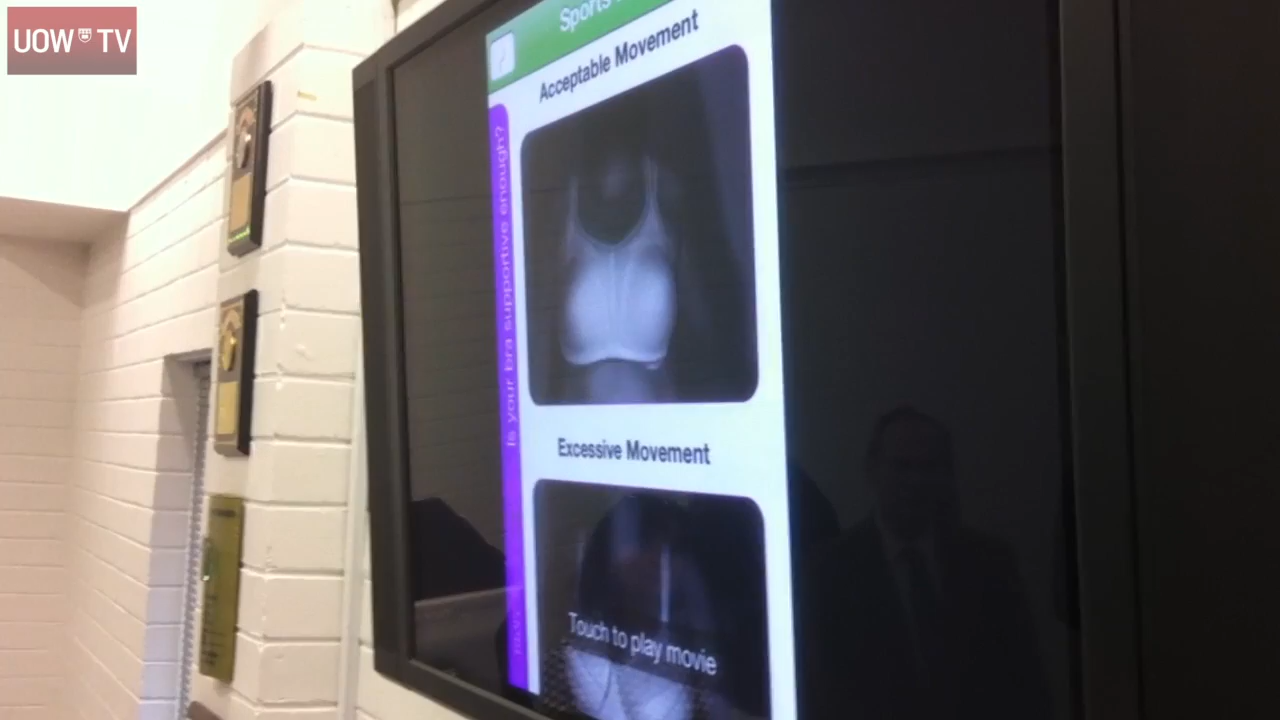 UOW TV
Sports
Acceptable Movement
Is your bra supportive enough?
Excessive Movement
Touch to play movie